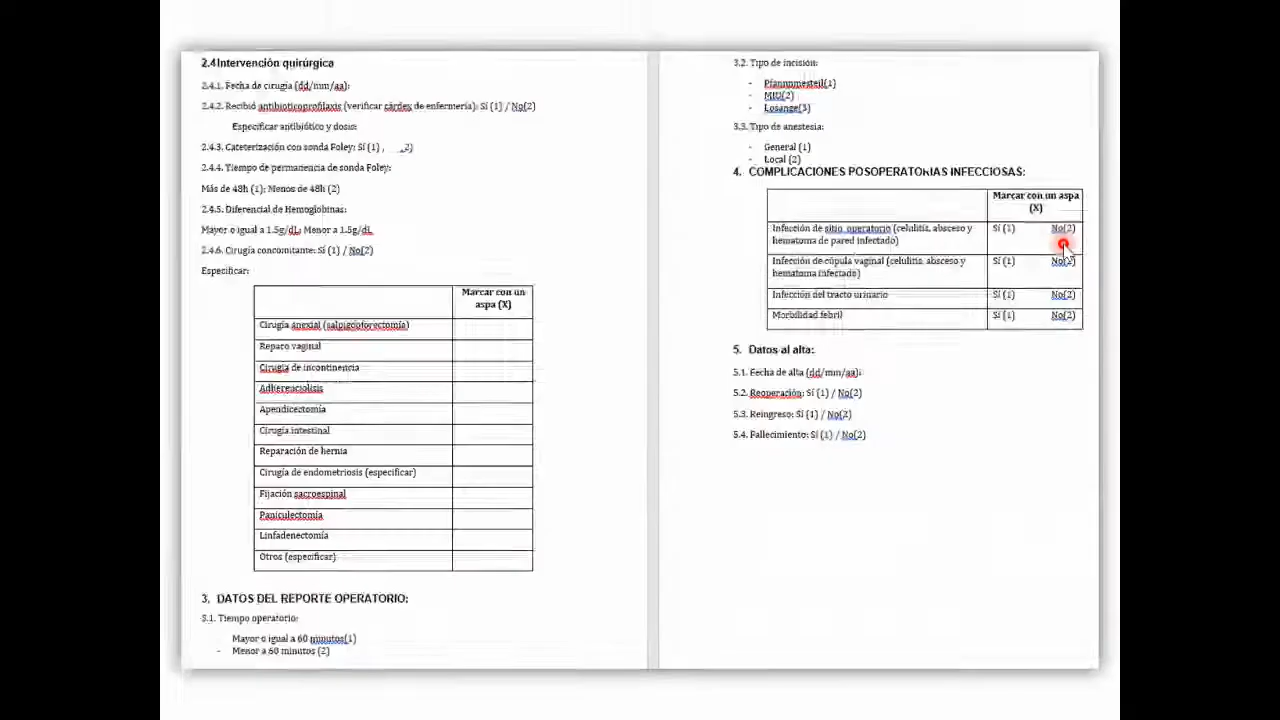 2.4Intervención quirúrgica
2.4.1. Fecha de cirugía (dd/mm/aa):
2.4.2. Recibió antibioticoprofilaxis (verificar cárdex de enfermería): Sí (1) / No(2)
Especificar antibiótico y dosis:
2.4.3. Cateterización con sonda Foley: Sí (1) , 2)
2.4.4. Tiempo de permanencia de sonda Foley:
Más de 48h (1): Menos de 48h (2)
2.4.5. Diferencial de Hemoglobinas:
Mayor o igual a 1.5g/dL: Menor a 1.5g/dL
2.4.6. Cirugía concomitante: Sí (1) / No(2)
Especificar:
Marcar con un
aspa (X)
Cirugía anexial (salpigooforectomía)
Reparo vaginal
Cirugía de incontinencia
Adherenciolisis
Apendicectomía
Cirugía intestinal
Reparación de hernia
Cirugía de endometriosis (especificar)
Fijación sacroespinal
Paniculectomía
Linfadenectomía
Otros (especificar)
3. DATOS DEL REPORTE OPERATORIO:
Tiempo operatorio:
Mayor o igual a 60 minutos(1)
- Menor a 60 minutos (2)
3.2. Tipo de incisión:
- (1)
- MIU(2)
- Losange(3)
3.3. Tipo de anestesia:
- General (1)
- Local (2)
4. COMPLICACIONES POSOPERATORIAS INFECCIOSAS:
Marcar con un aspa
(X)
Infección de sitio operatorio (celulitis, absceso y Sí (1) No(2)
hematoma de pared infectado)
Infección de cúpula vaginal (celulitis, absceso y Sí (1) No(2)
hematoma infectado)
Infección del tracto urinario Sí (1) No(2)
Morbilidad febril Sí (1) No(2)
5. Datos al alta:
5.1. Fecha de alta (dd/mm/aa):
5.2. Reoperación: Sí (1) / No(2)
5.3. Reingreso: Sí (1) / No(2)
5.4. Fallecimiento: Sí (1) / No(2)